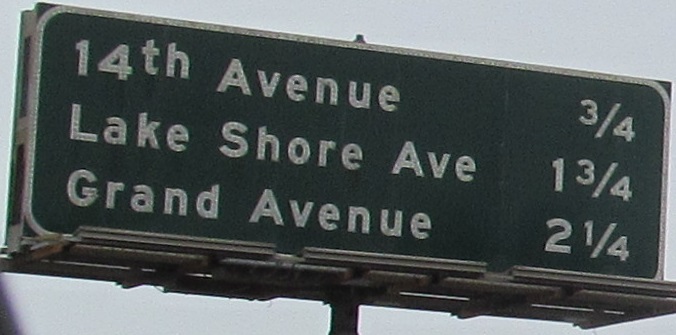 14th Avenue 3/4
Lake Shore Ave 1 3/4
Grand Avenue 2 1/4